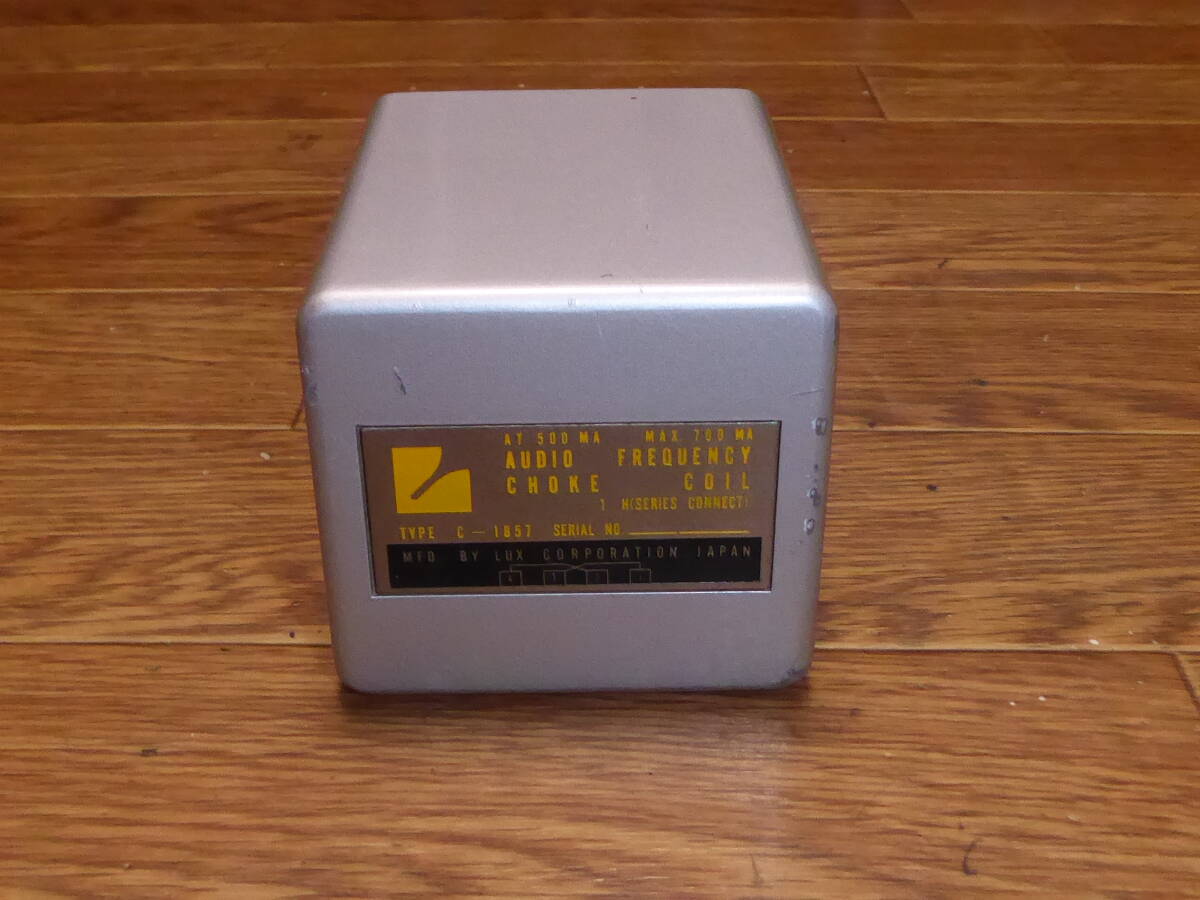 AT 500 MA MAX. 700 MA
AUDIO FREQUENCY
CHOKE COIL
1 H(SERIES CONNECT)
TYPE C-1857 SERIAL NO.
MFD. BY LUX CORPORATION JAPAN